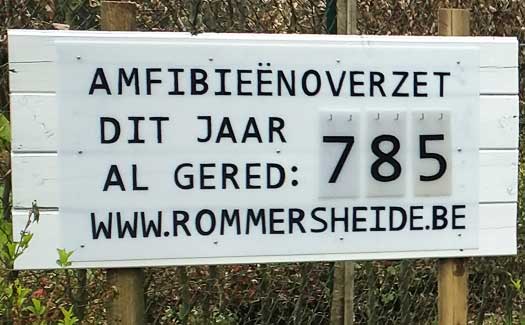 AMFIBIEËNOVERZET
DIT JAAR
AL GERED: 785
WWW.ROMMERSHEIDE.BE